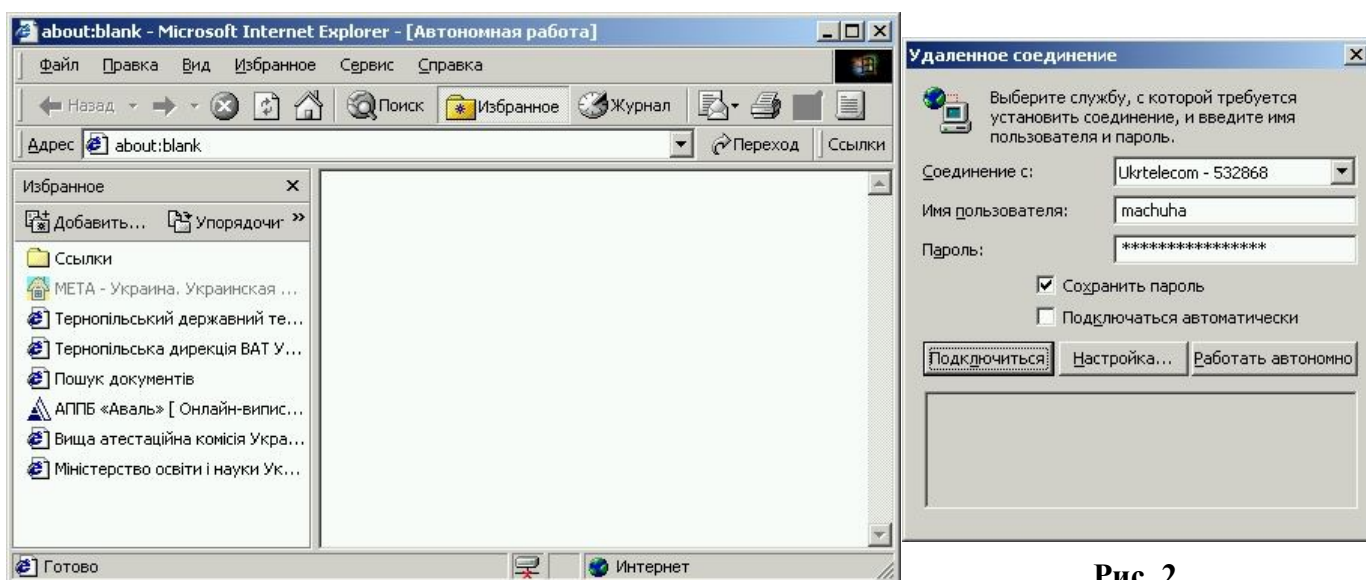 about:blank - Microsoft Internet Explorer - [Автономная работа]
Файл Правка Вид Избранное Сервис Справка
Назад Поиск Избранное Журнал
Адрес about:blank Переход Ссылки
Избранное
Добавить... Упорядочит »
Ссылки
МЕТА - Украина. Украинская ...
Тернопільський державний те...
Тернопільська дирекція ВАТ У...
Пошук документів
АППБ «Аваль» [ Онлайн-випис...
Вища атестаційна комісія Укра...
Міністерство освіти і науки Ук...
Готово Интернет
Удаленное соединение
Выберите службу, с которой требуется
установить соединение, и введите имя
пользователя и пароль.
Соединение с: Ukrtelecom - 532868
Имя пользователя: machuha
Пароль: ****************
Сохранить пароль
Подключаться автоматически
Подключиться Настройка... Работать автономно
Рис. 2